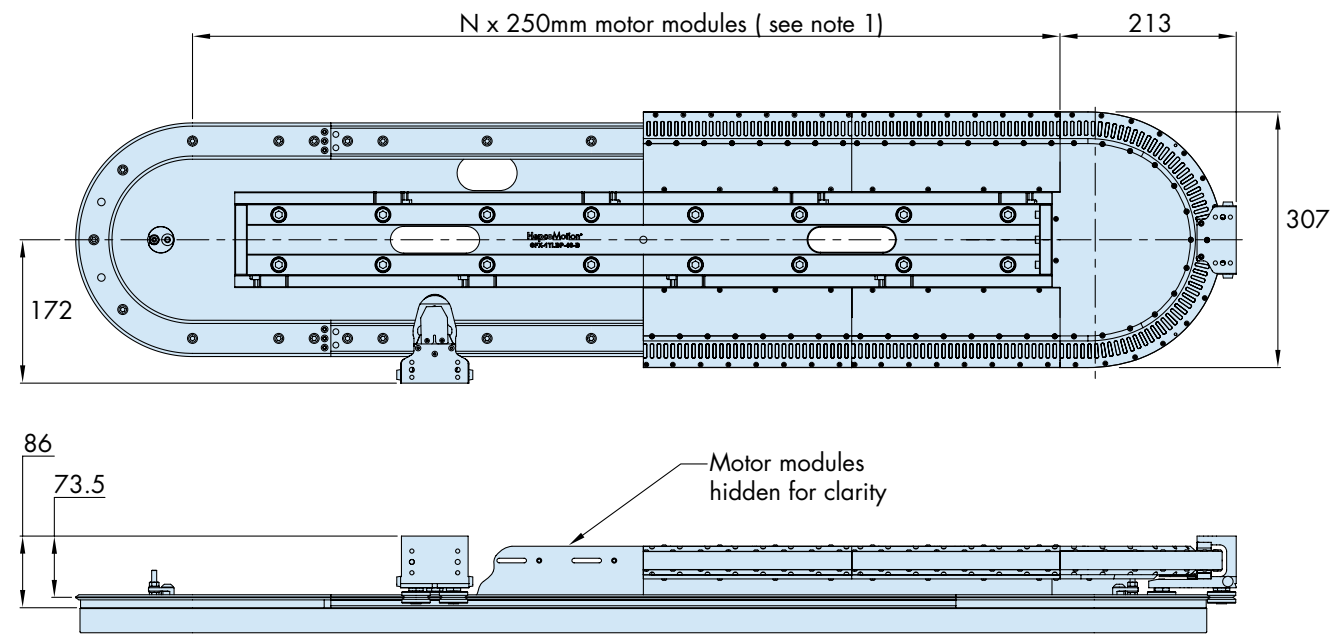 N x 250mm motor modules ( see note 1)
213
307
172
HepcoMotion®
86
73.5
Motor modules
hidden for clarity